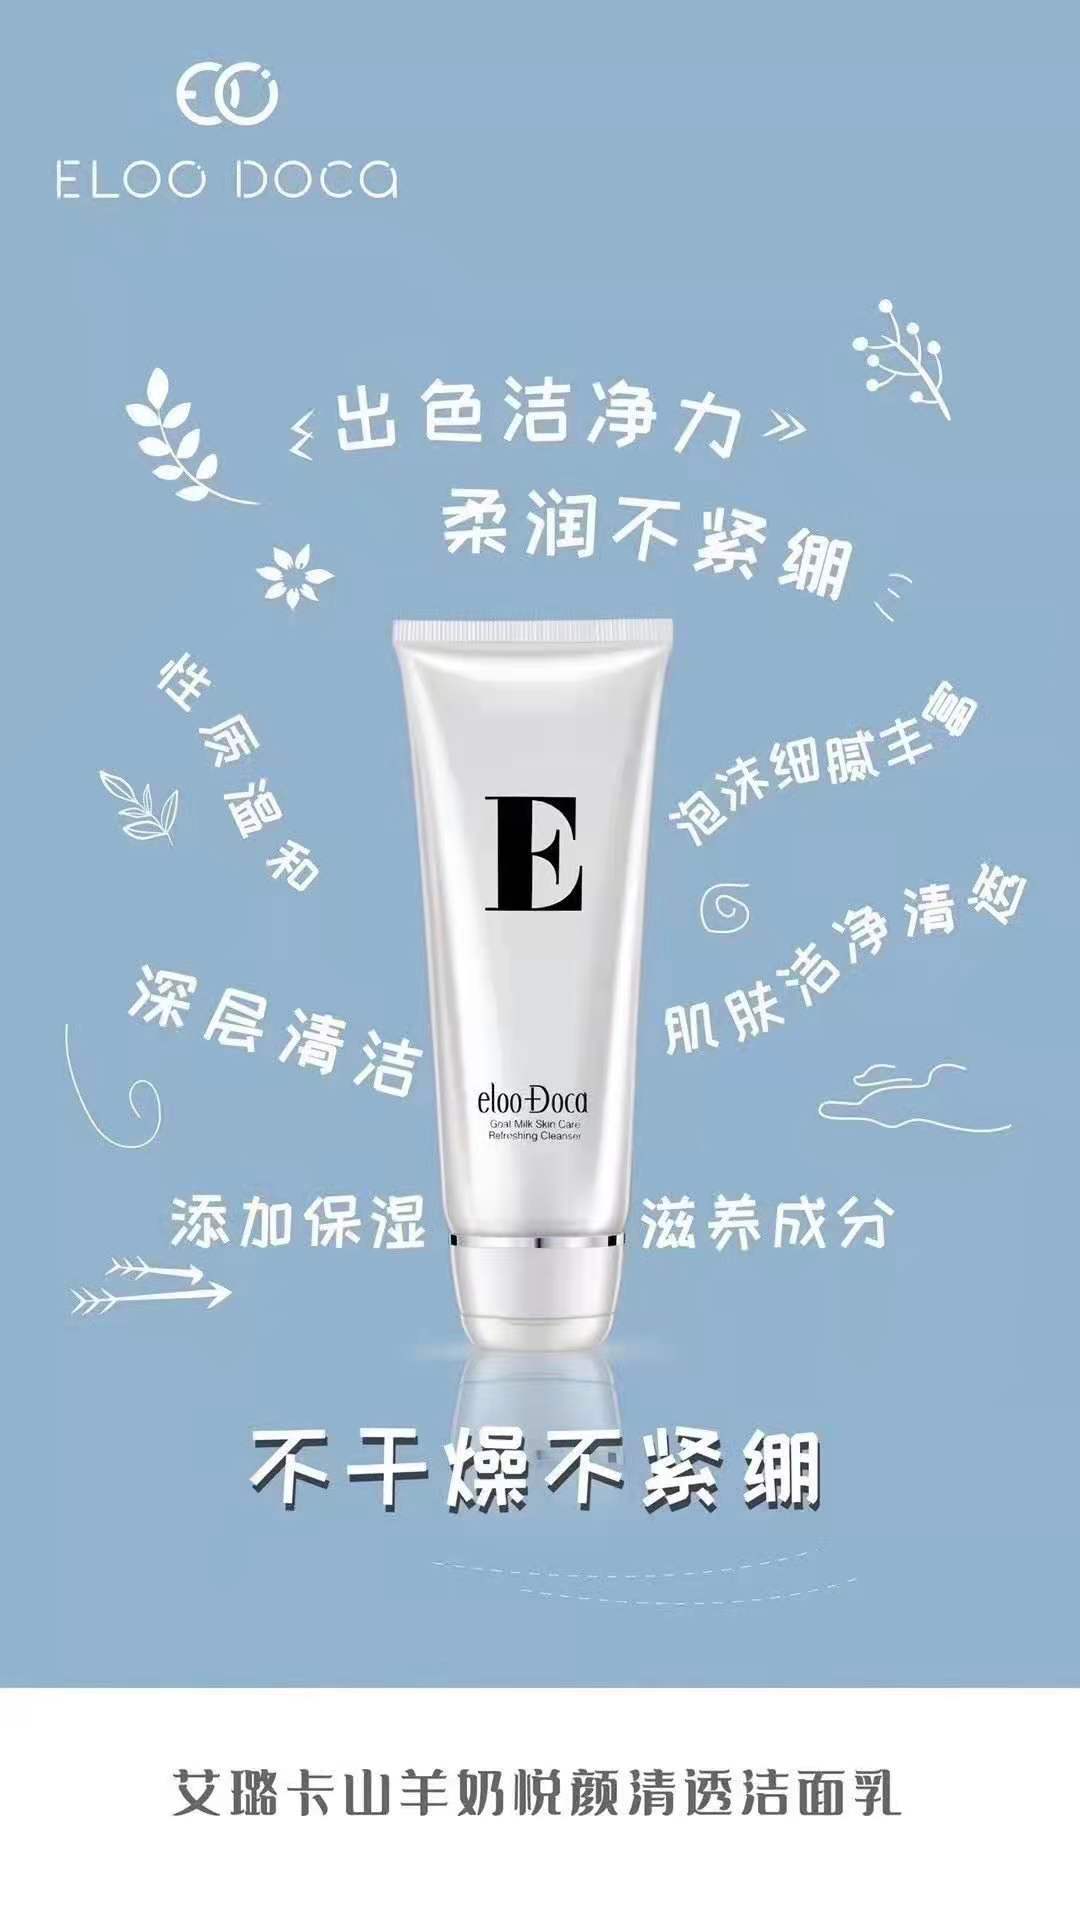 ELOO DOCA
出色洁净力
柔润不紧绷
性质温和
泡沫细腻丰富
深层清洁
肌肤洁净清透
E
eloo Doca
Goat Milk Skin Care
Refreshing Cleanser
添加保湿 滋养成分
不干燥不紧绷
艾璐卡山羊奶悦颜清透洁面乳